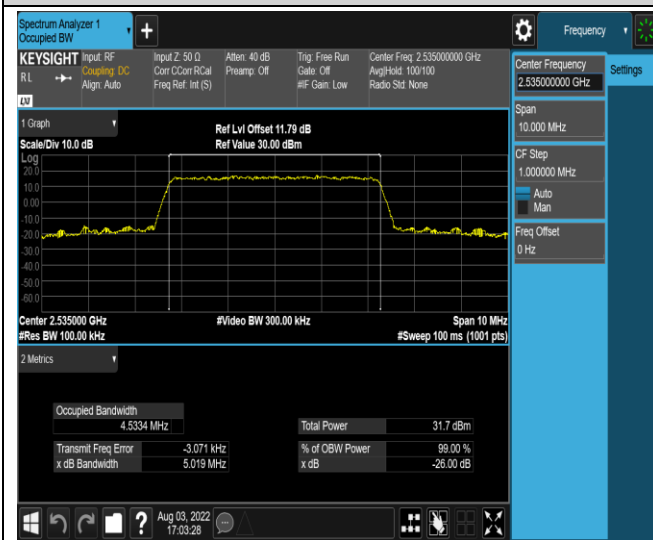 Spectrum Analyzer 1
Occupied BW
+
Frequency
KEYSIGHT
R L
LXI
Input: RF
Coupling: DC
Align: Auto
Input Z: 50 Ω
Corr CCorr RCal
Freq Ref: Int (S)
Atten: 40 dB
Preamp: Off
Trig: Free Run
Gate: Off
#IF Gain: Low
Center Freq: 2.535000000 GHz
Avg|Hold: 100/100
Radio Std: None
Center Frequency
2.535000000 GHz
Settings
Span
10.000 MHz
CF Step
1.000000 MHz
Auto
Man
Freq Offset
0 Hz
1 Graph
Scale/Div 10.0 dB
Ref Lvl Offset 11.79 dB
Ref Value 30.00 dBm
Log
20.0
10.0
0.00
-10.0
-20.0
-30.0
-40.0
-50.0
-60.0
Center 2.535000 GHz
#Video BW 300.00 kHz
Span 10 MHz
#Res BW 100.00 kHz
#Sweep 100 ms (1001 pts)
2 Metrics
Occupied Bandwidth
4.5334 MHz
Total Power 31.7 dBm
Transmit Freq Error -3.071 kHz
% of OBW Power 99.00 %
x dB Bandwidth 5.019 MHz
x dB -26.00 dB
?
Aug 03, 2022
17:03:28